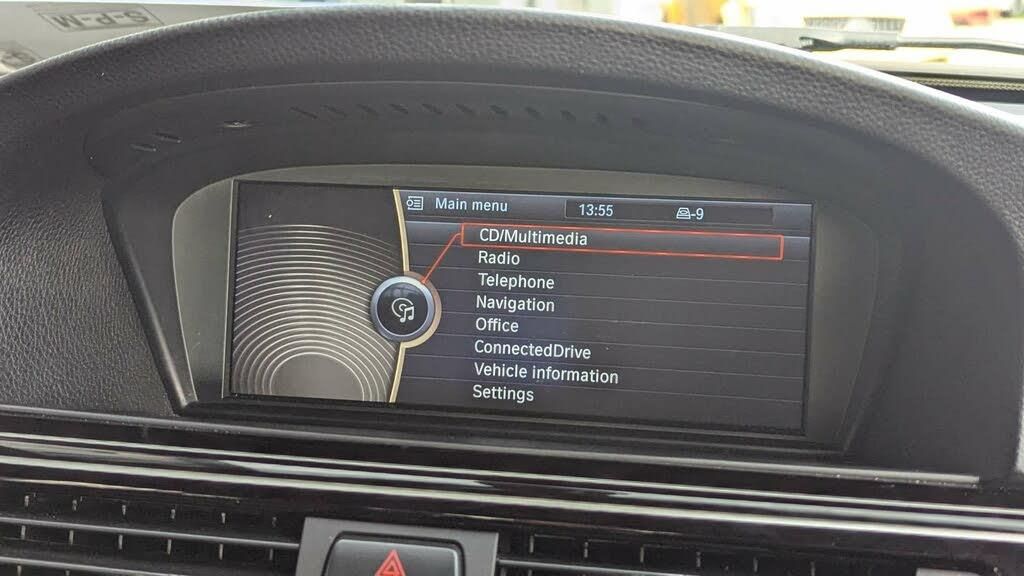 Main menu 13:55 -9
CD/Multimedia
Radio
Telephone
Navigation
Office
ConnectedDrive
Vehicle information
Settings